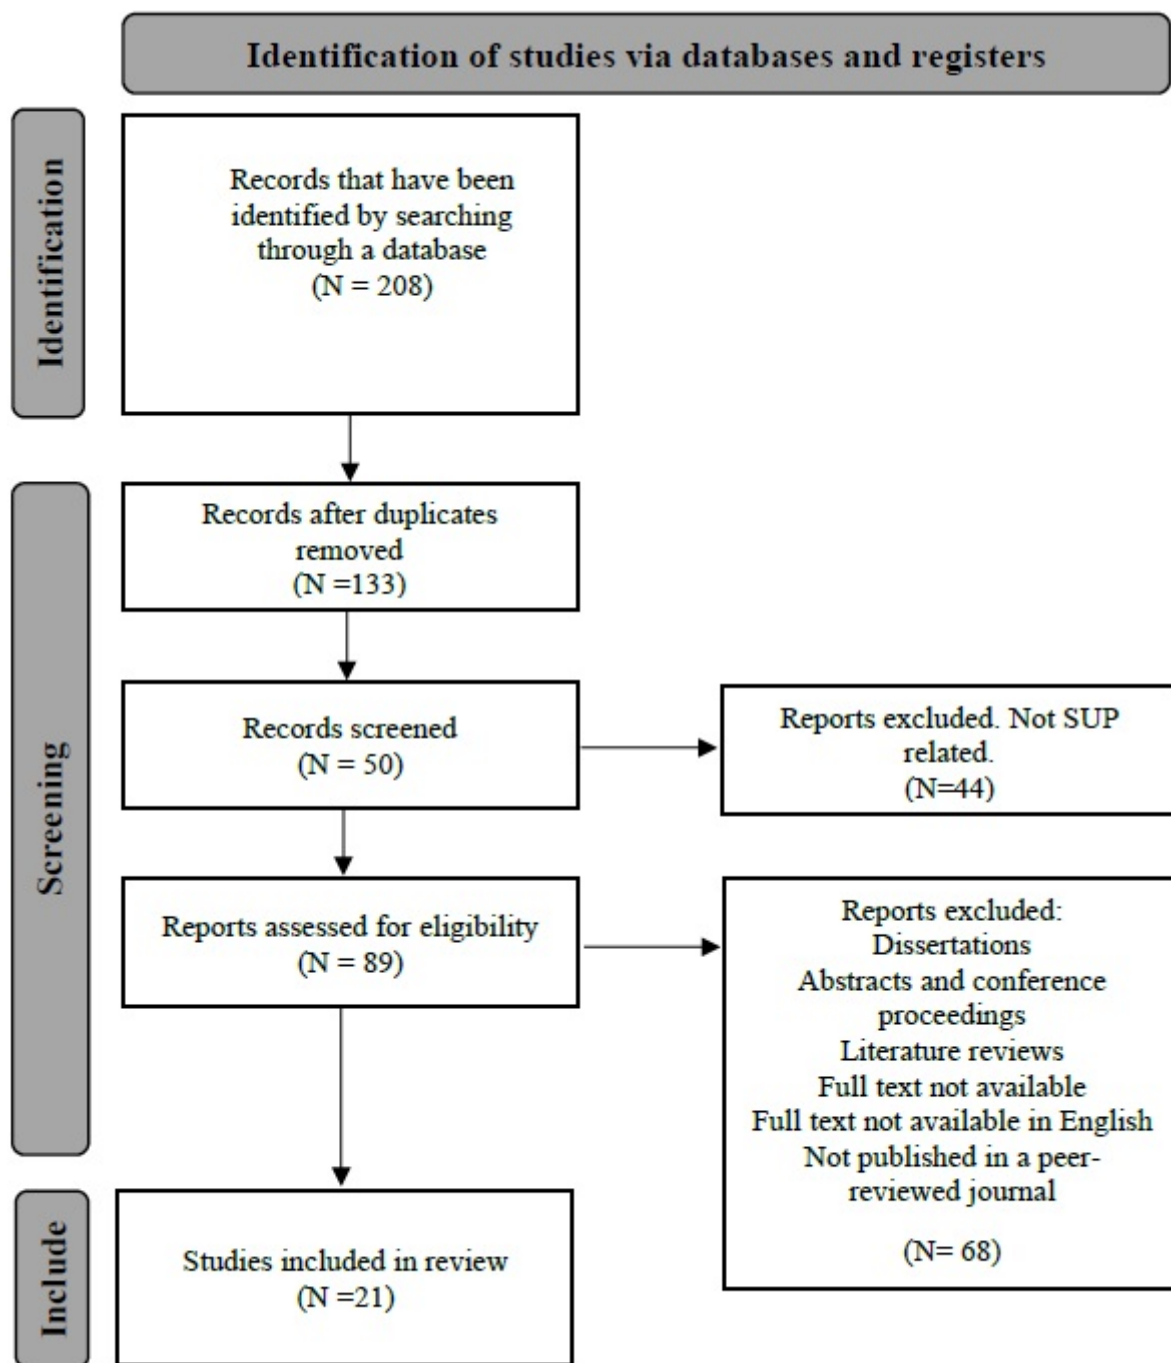 Identification of studies via databases and registers
Identification
Records that have been
identified by searching
through a database
(N = 208)
Screening
Records after duplicates
removed
(N =133)
Records screened
(N = 50)
Reports excluded. Not SUP
related.
(N=44)
Reports assessed for eligibility
(N = 89)
Reports excluded:
Dissertations
Abstracts and conference
proceedings
Literature reviews
Full text not available
Full text not available in English
Not published in a peer-
reviewed journal
(N= 68)
Include
Studies included in review
(N =21)